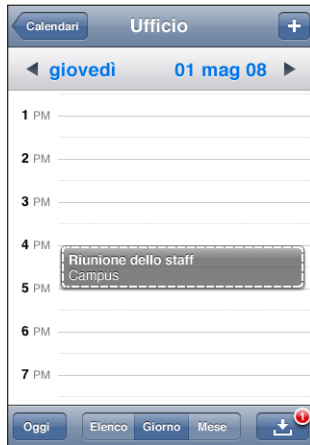 Calendari Ufficio +
giovedì 01 mag 08
1 PM
2 PM
3 PM
4 PM
Riunione dello staff
Campus
5 PM
6 PM
7 PM
Oggi Elenco Giorno Mese 1